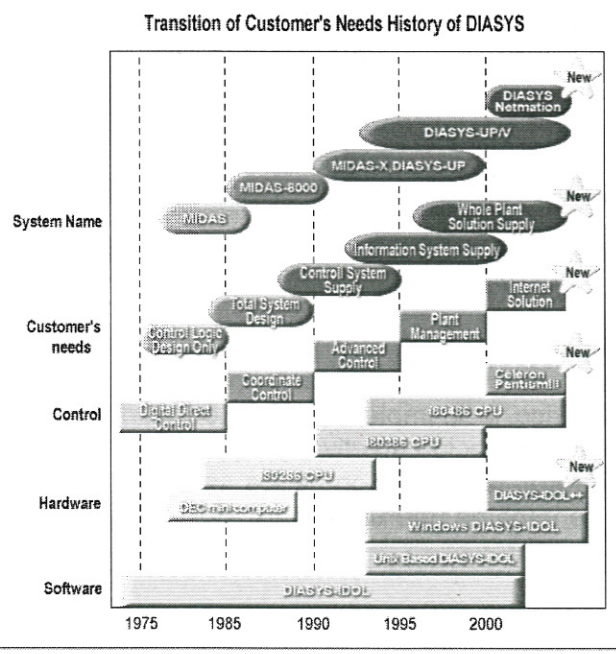 Transition of Customer's Needs History of DIASYS
New
DIASYS
Netmation
DIASYS-UP/V
MIDAS-X,DIASYS-UP
MIDAS-8000
MIDAS
System Name
New
Whole Plant
Solution Supply
Information System Supply
Controll System
Supply
Total System
Design
Control Logic
Design Only
Customer's
needs
New
Internet
Solution
Plant
Management
Advanced
Control
Coordinate
Control
Digital Direct
Control
Control
New
Celeron
PentiumIII
I80486 CPU
I80386 CPU
I80286 CPU
DEC mini-computer
Hardware
New
DIASYS-IDOL++
Windows DIASYS-IDOL
Unix Based DIASYS-IDOL
DIASYS-IDOL
Software
1975 1985 1990 1995 2000